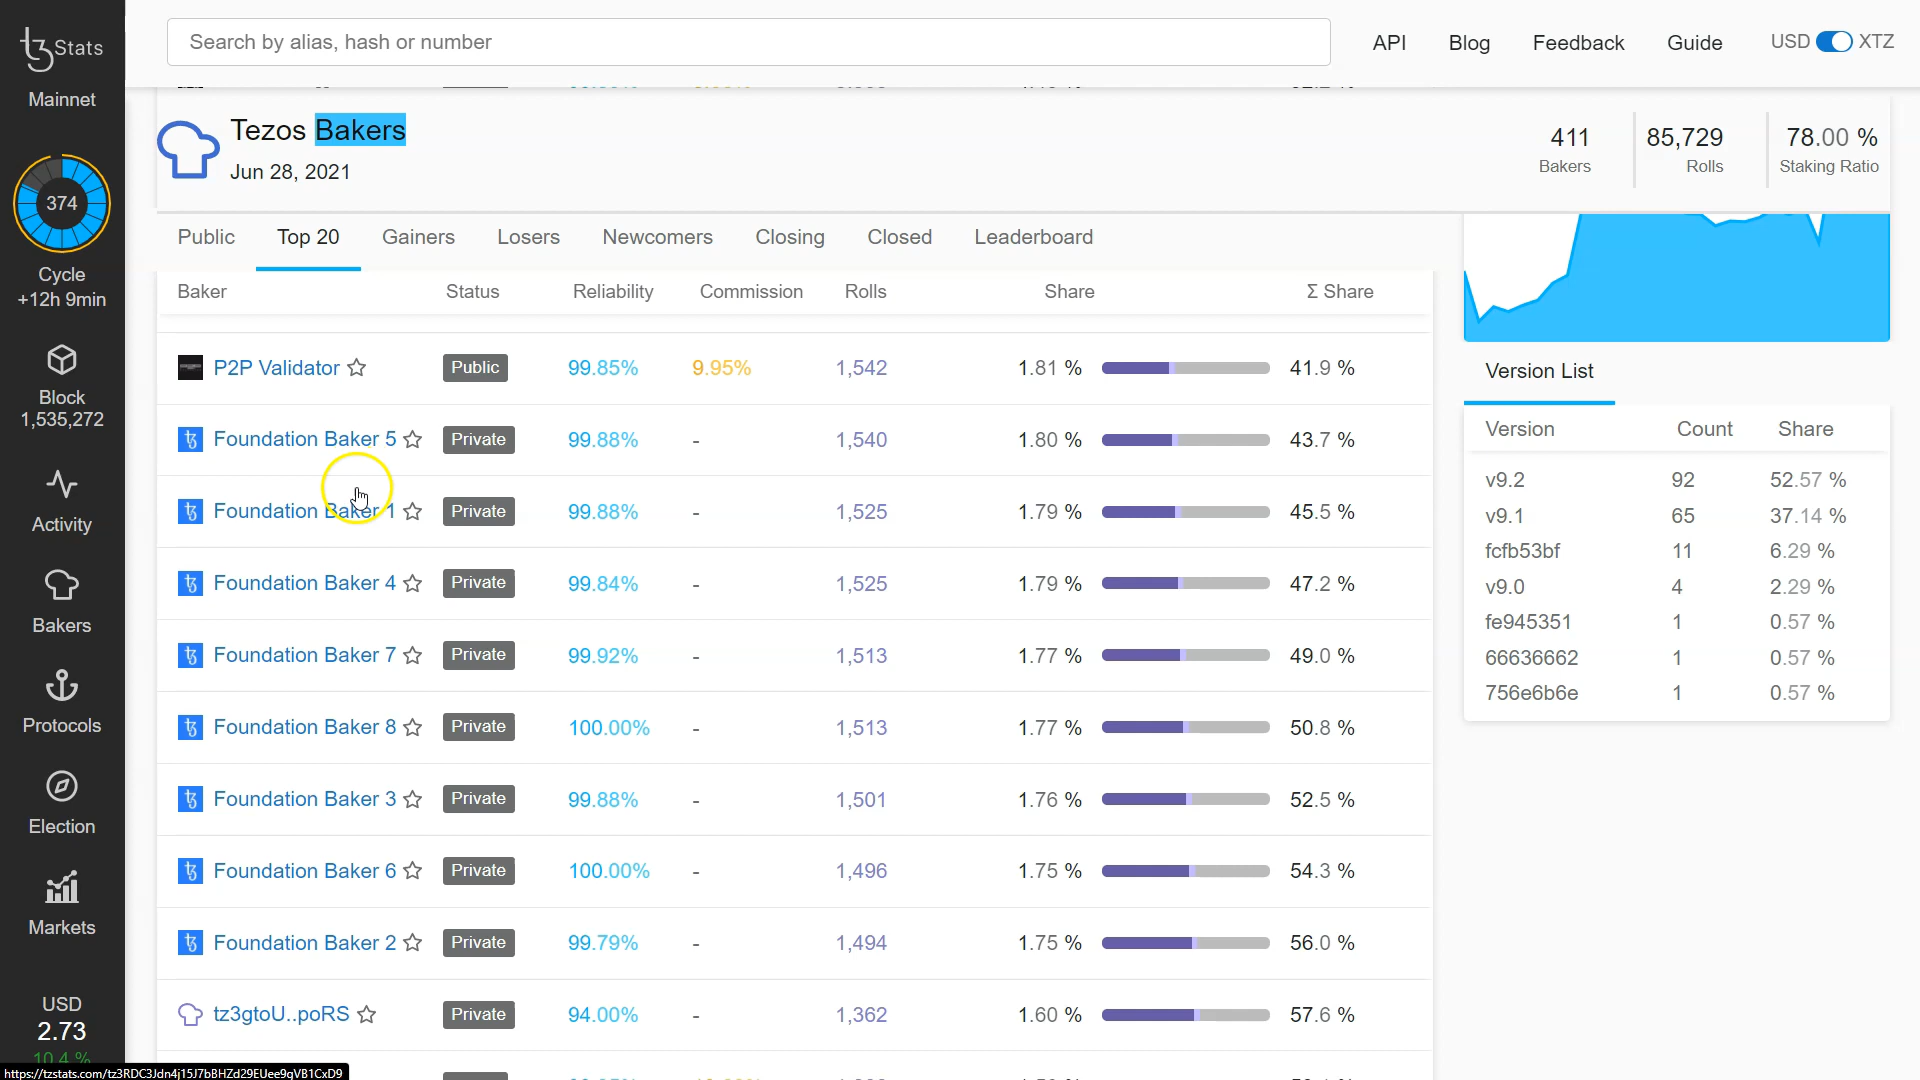 tz Stats
Mainnet
374
Cycle
+12h 9min
Block
1,535,272
Activity
Bakers
Protocols
Election
Markets
USD
2.73
10.4 %
Search by alias, hash or number
API Blog Feedback Guide USD XTZ
Tezos Bakers
Jun 28, 2021
411 85,729 78.00 %
Bakers Rolls Staking Ratio
Public Top 20 Gainers Losers Newcomers Closing Closed Leaderboard
Baker Status Reliability Commission Rolls Share Σ Share
P2P Validator Public 99.85% 9.95% 1,542 1.81 % 41.9 %
Foundation Baker 5 Private 99.88% - 1,540 1.80 % 43.7 %
Foundation Baker 1 Private 99.88% - 1,525 1.79 % 45.5 %
Foundation Baker 4 Private 99.84% - 1,525 1.79 % 47.2 %
Foundation Baker 7 Private 99.92% - 1,513 1.77 % 49.0 %
Foundation Baker 8 Private 100.00% - 1,513 1.77 % 50.8 %
Foundation Baker 3 Private 99.88% - 1,501 1.76 % 52.5 %
Foundation Baker 6 Private 100.00% - 1,496 1.75 % 54.3 %
Foundation Baker 2 Private 99.79% - 1,494 1.75 % 56.0 %
tz3gtoU..poRS Private 94.00% - 1,362 1.60 % 57.6 %
Version List
Version Count Share
v9.2 92 52.57 %
v9.1 65 37.14 %
fcfb53bf 11 6.29 %
v9.0 4 2.29 %
fe945351 1 0.57 %
66636662 1 0.57 %
756e6b6e 1 0.57 %
https://tzstats.com/tz3RDC3Jdn4j15J7bBHZd29EUee9gVB1CxD9